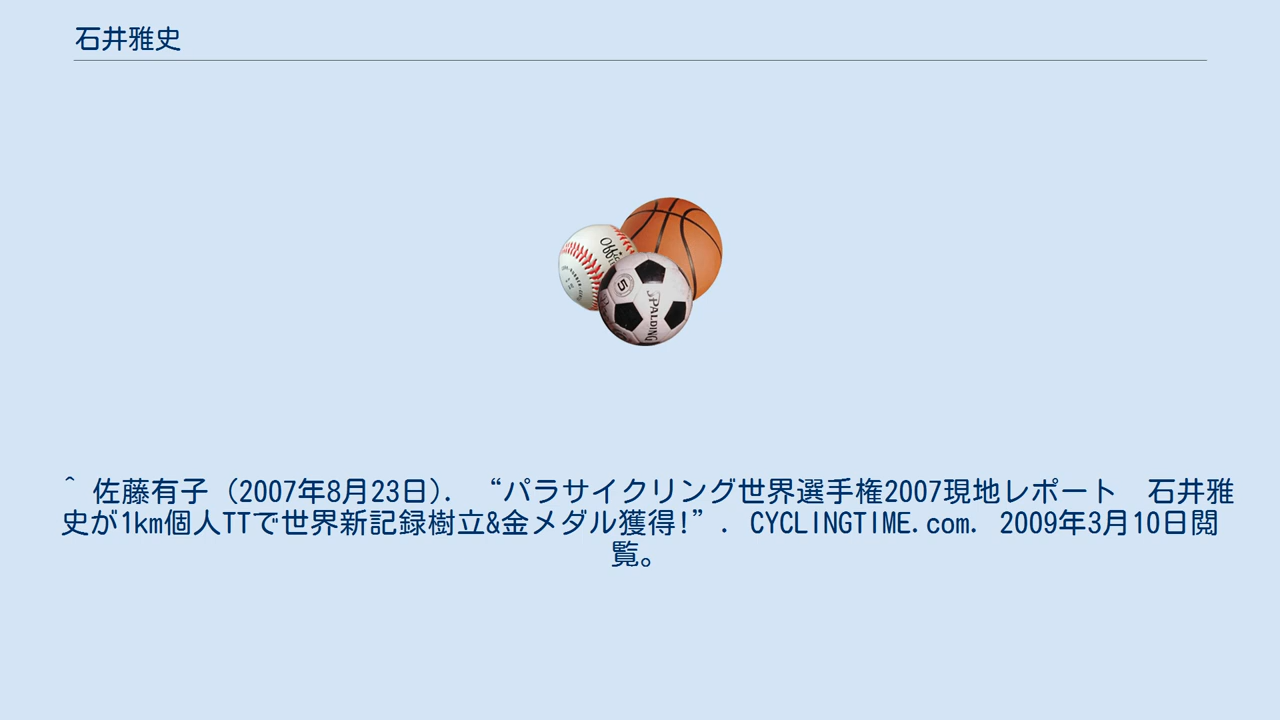 石井雅史
Offic
5
SPALDING
^ 佐藤有子 (2007年8月23日). “パラサイクリング世界選手権2007現地レポート　石井雅
史が1km個人TTで世界新記録樹立&金メダル獲得!”. CYCLINGTIME.com. 2009年3月10日閲
覧。